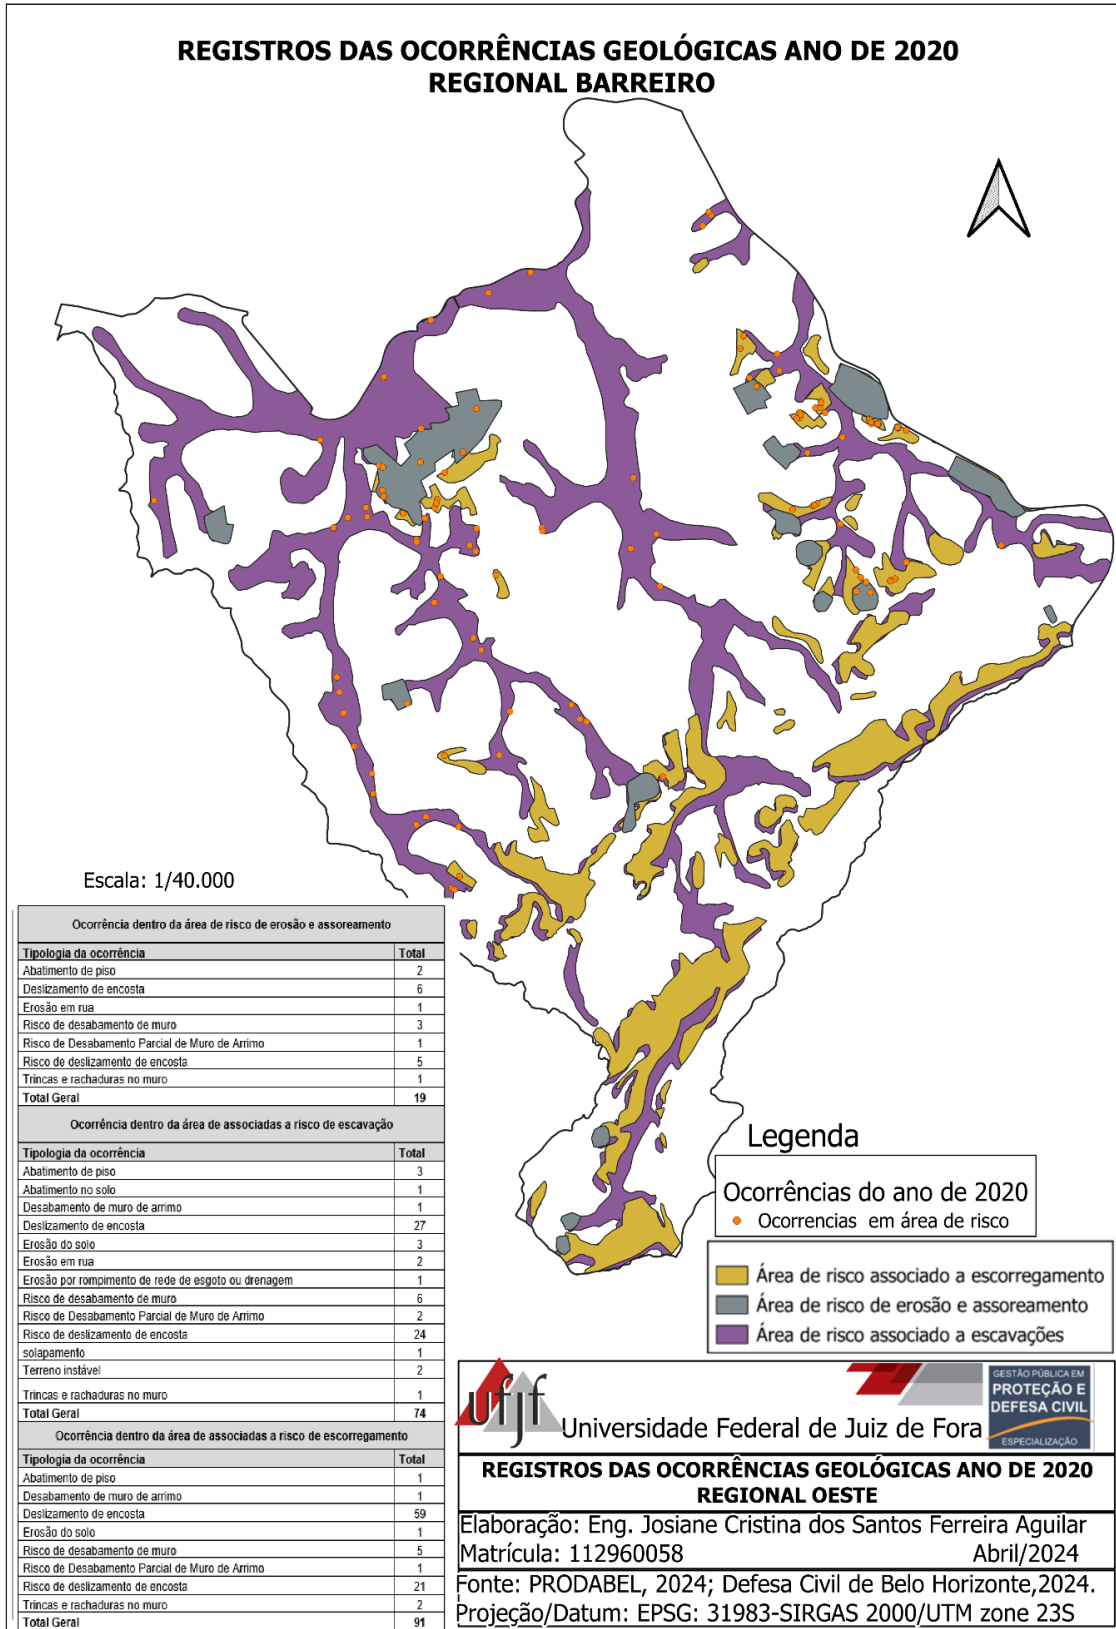 REGISTROS DAS OCORRÊNCIAS GEOLÓGICAS ANO DE 2020
REGIONAL BARREIRO
Escala: 1/40.000
Ocorrência dentro da área de risco de erosão e assoreamento
Tipologia da ocorrência Total
Abatimento de piso 2
Deslizamento de encosta 6
Erosão em rua 1
Risco de desabamento de muro 3
Risco de Desabamento Parcial de Muro de Arrimo 1
Risco de deslizamento de encosta 5
Trincas e rachaduras no muro 1
Total Geral 19
Ocorrência dentro da área de associadas a risco de escavação
Tipologia da ocorrência Total
Abatimento de piso 3
Abatimento no solo 1
Desabamento de muro de arrimo 1
Deslizamento de encosta 27
Erosão do solo 3
Erosão em rua 2
Erosão por rompimento de rede de esgoto ou drenagem 1
Risco de desabamento de muro 6
Risco de Desabamento Parcial de Muro de Arrimo 2
Risco de deslizamento de encosta 24
solapamento 1
Terreno instável 2
Trincas e rachaduras no muro 1
Total Geral 74
Ocorrência dentro da área de associadas a risco de escorregamento
Tipologia da ocorrência Total
Abatimento de piso 1
Desabamento de muro de arrimo 1
Deslizamento de encosta 59
Erosão do solo 1
Risco de desabamento de muro 5
Risco de Desabamento Parcial de Muro de Arrimo 1
Risco de deslizamento de encosta 21
Trincas e rachaduras no muro 2
Total Geral 91
Legenda
Ocorrências do ano de 2020
Ocorrencias em área de risco
Área de risco associado a escorregamento
Área de risco de erosão e assoreamento
Área de risco associado a escavações
ufjf
Universidade Federal de Juiz de Fora
GESTÃO PÚBLICA EM
PROTEÇÃO E
DEFESA CIVIL
ESPECIALIZAÇÃO
REGISTROS DAS OCORRÊNCIAS GEOLÓGICAS ANO DE 2020
REGIONAL OESTE
Elaboração: Eng. Josiane Cristina dos Santos Ferreira Aguilar
Matrícula: 112960058 Abril/2024
Fonte: PRODABEL, 2024; Defesa Civil de Belo Horizonte,2024.
Projeção/Datum: EPSG: 31983-SIRGAS 2000/UTM zone 23S